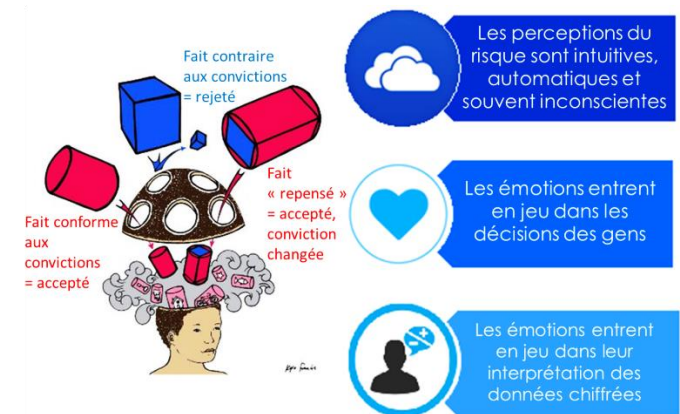 Fait contraire
aux convictions
= rejeté
Fait
« repensé »
= accepté,
conviction
changée
Fait conforme
aux
convictions
= accepté
Les perceptions du
risque sont intuitives,
automatiques et
souvent inconscientes
Les émotions entrent
en jeu dans les
décisions des gens
Les émotions entrent
en jeu dans leur
interprétation des
données chiffrées